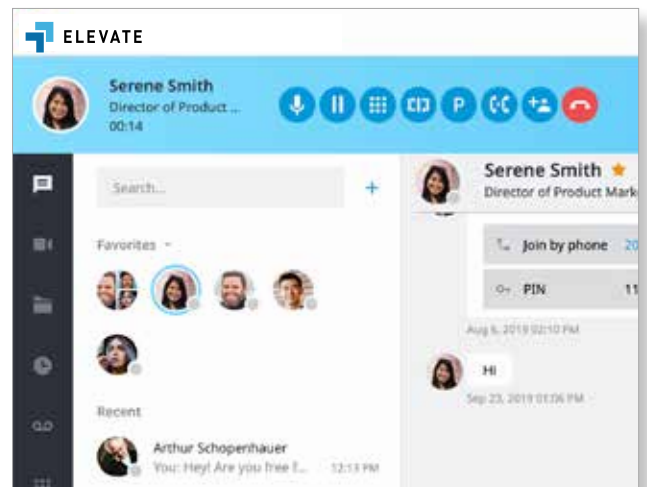 ELEVATE
Serene Smith
Director of Product ...
00:14
P
Search...
+
Serene Smith
Director of Product Mark
Favorites
Join by phone 20
PIN 11
Aug 6, 2019 02:10 PM
Hi
Sep 23, 2019 01:06 PM
Recent
Arthur Schopenhauer
You: Hey! Are you free f... 12:13 PM